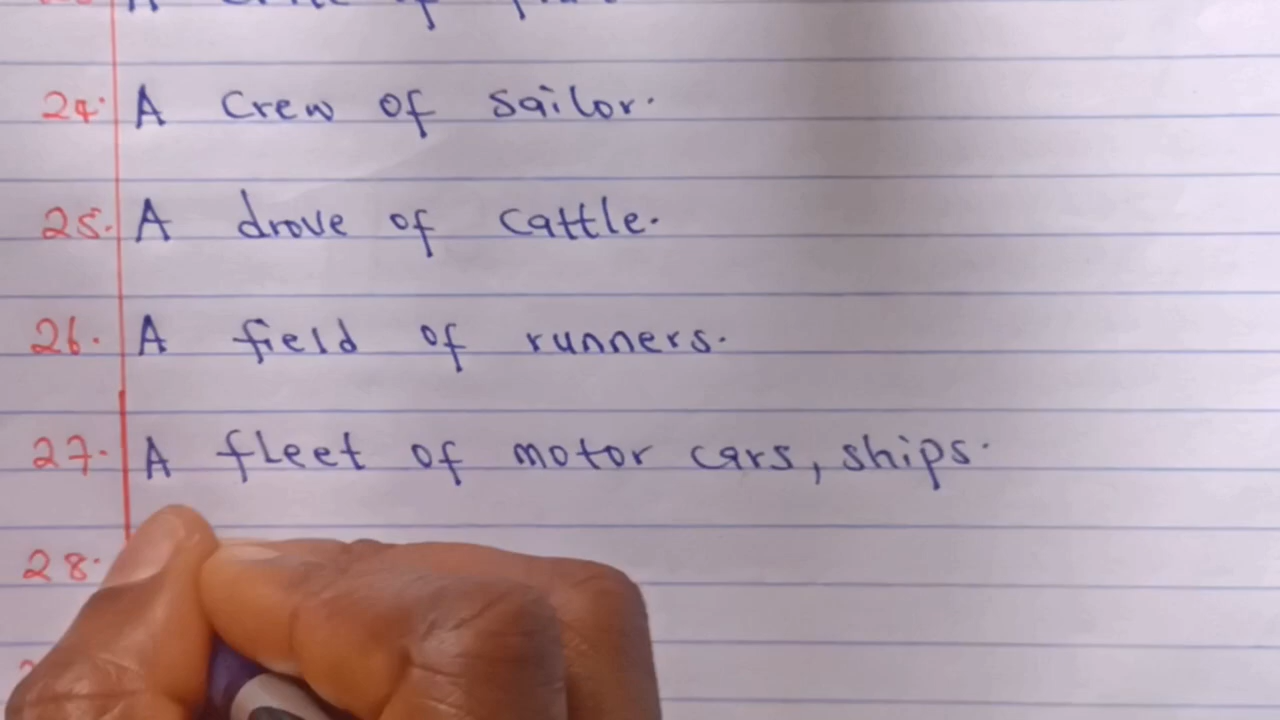 A of
24. A Crew of Sailor.
25. A drove of Cattle.
26. A field of runners.
27. A fleet of motor cars, ships.
28.